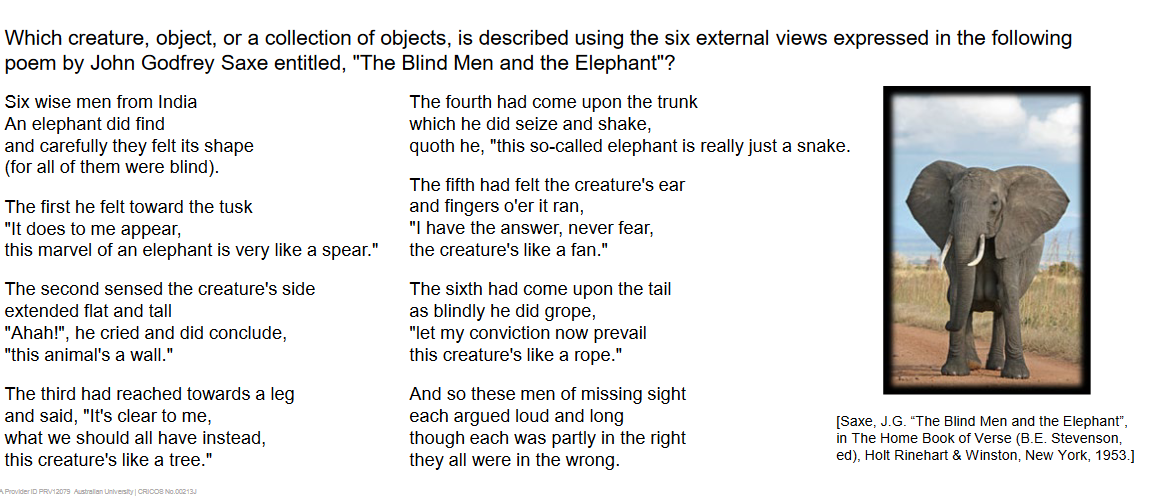 Which creature, object, or a collection of objects, is described using the six external views expressed in the following
poem by John Godfrey Saxe entitled, "The Blind Men and the Elephant"?
Six wise men from India
An elephant did find
and carefully they felt its shape
(for all of them were blind).
The first he felt toward the tusk
"It does to me appear,
this marvel of an elephant is very like a spear."
The second sensed the creature's side
extended flat and tall
"Ahah!", he cried and did conclude,
"this animal's a wall."
The third had reached towards a leg
and said, "It's clear to me,
what we should all have instead,
this creature's like a tree."
The fourth had come upon the trunk
which he did seize and shake,
quoth he, "this so-called elephant is really just a snake.
The fifth had felt the creature's ear
and fingers o'er it ran,
"I have the answer, never fear,
the creature's like a fan."
The sixth had come upon the tail
as blindly he did grope,
"let my conviction now prevail
this creature's like a rope."
And so these men of missing sight
each argued loud and long
though each was partly in the right
they all were in the wrong.
[Saxe, J.G. “The Blind Men and the Elephant”,
in The Home Book of Verse (B.E. Stevenson,
ed), Holt Rinehart & Winston, New York, 1953.]
A Provider ID PRV12079 Australian University | CRICOS No.00213J